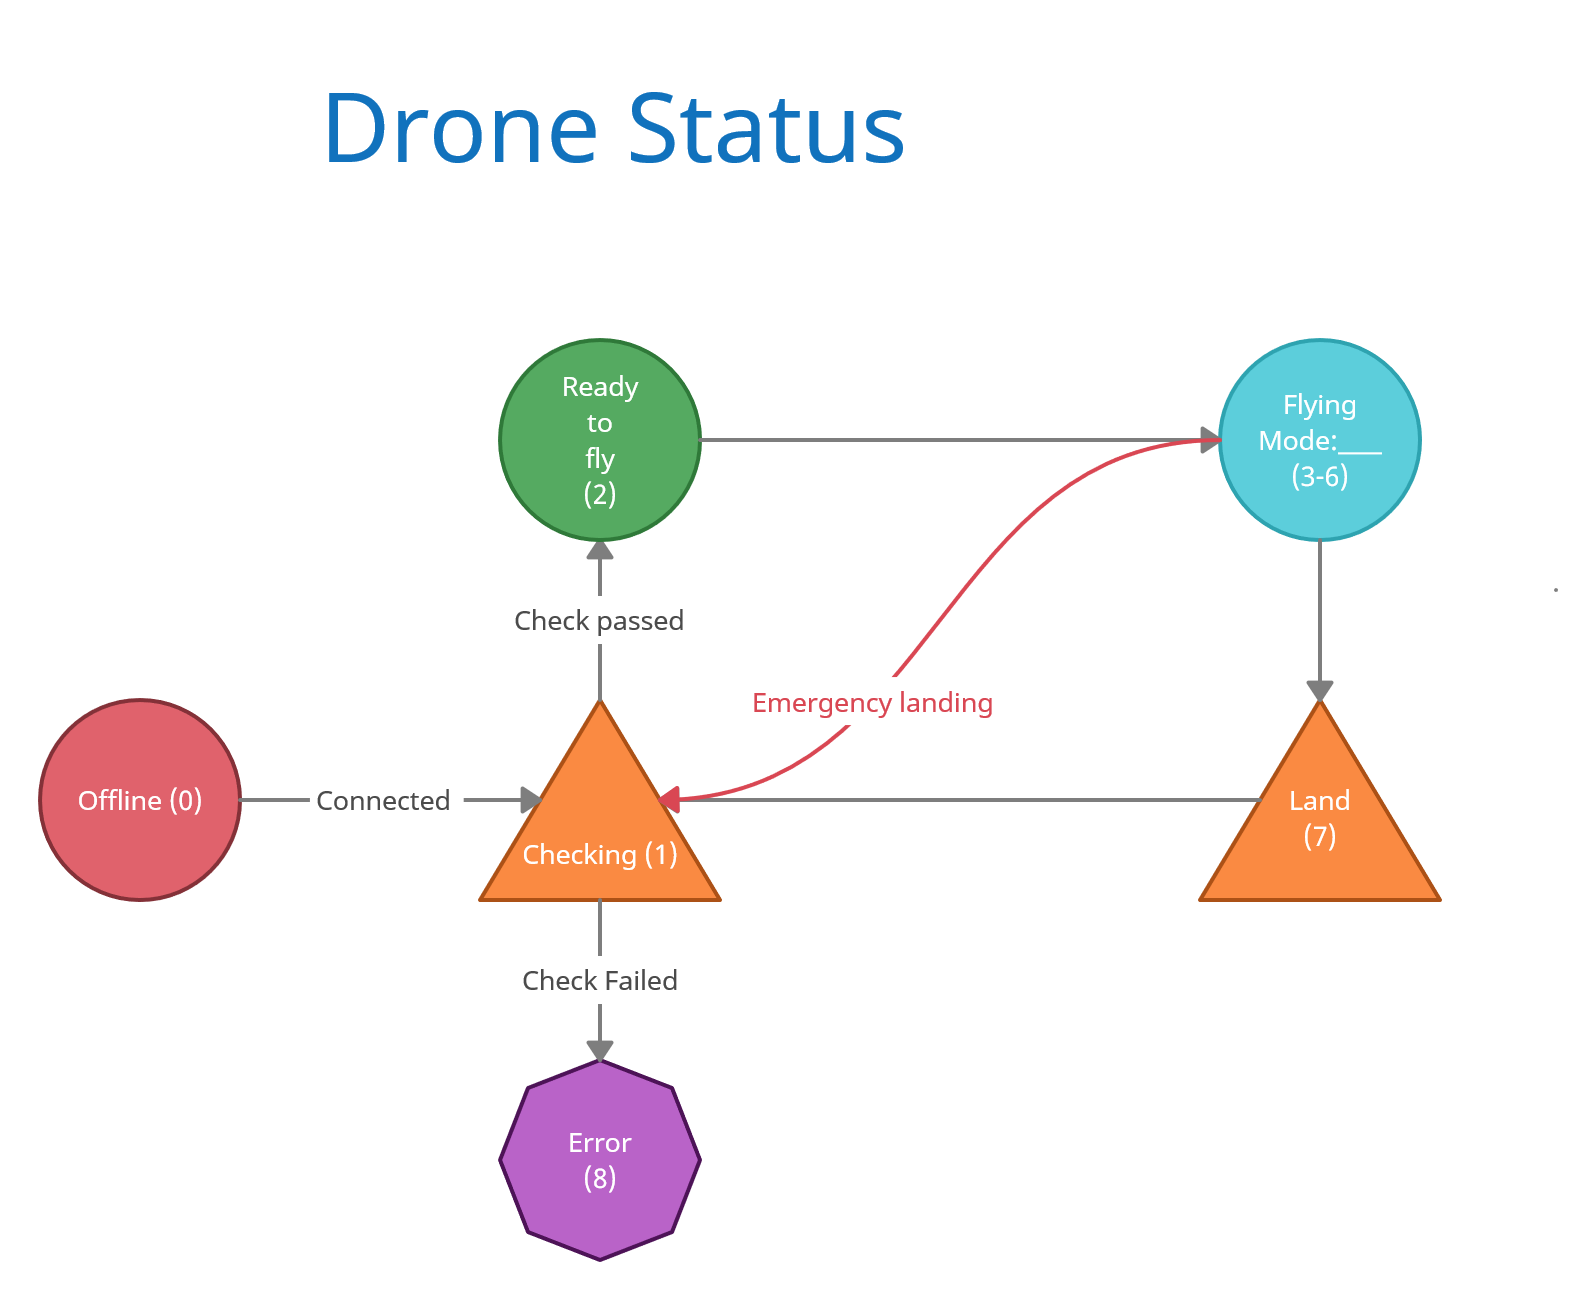 Drone Status
Ready
to
fly
(2)
Flying
Mode:___
(3-6)
Check passed
Emergency landing
Offline (0)
Connected
Checking (1)
Land
(7)
Check Failed
Error
(8)